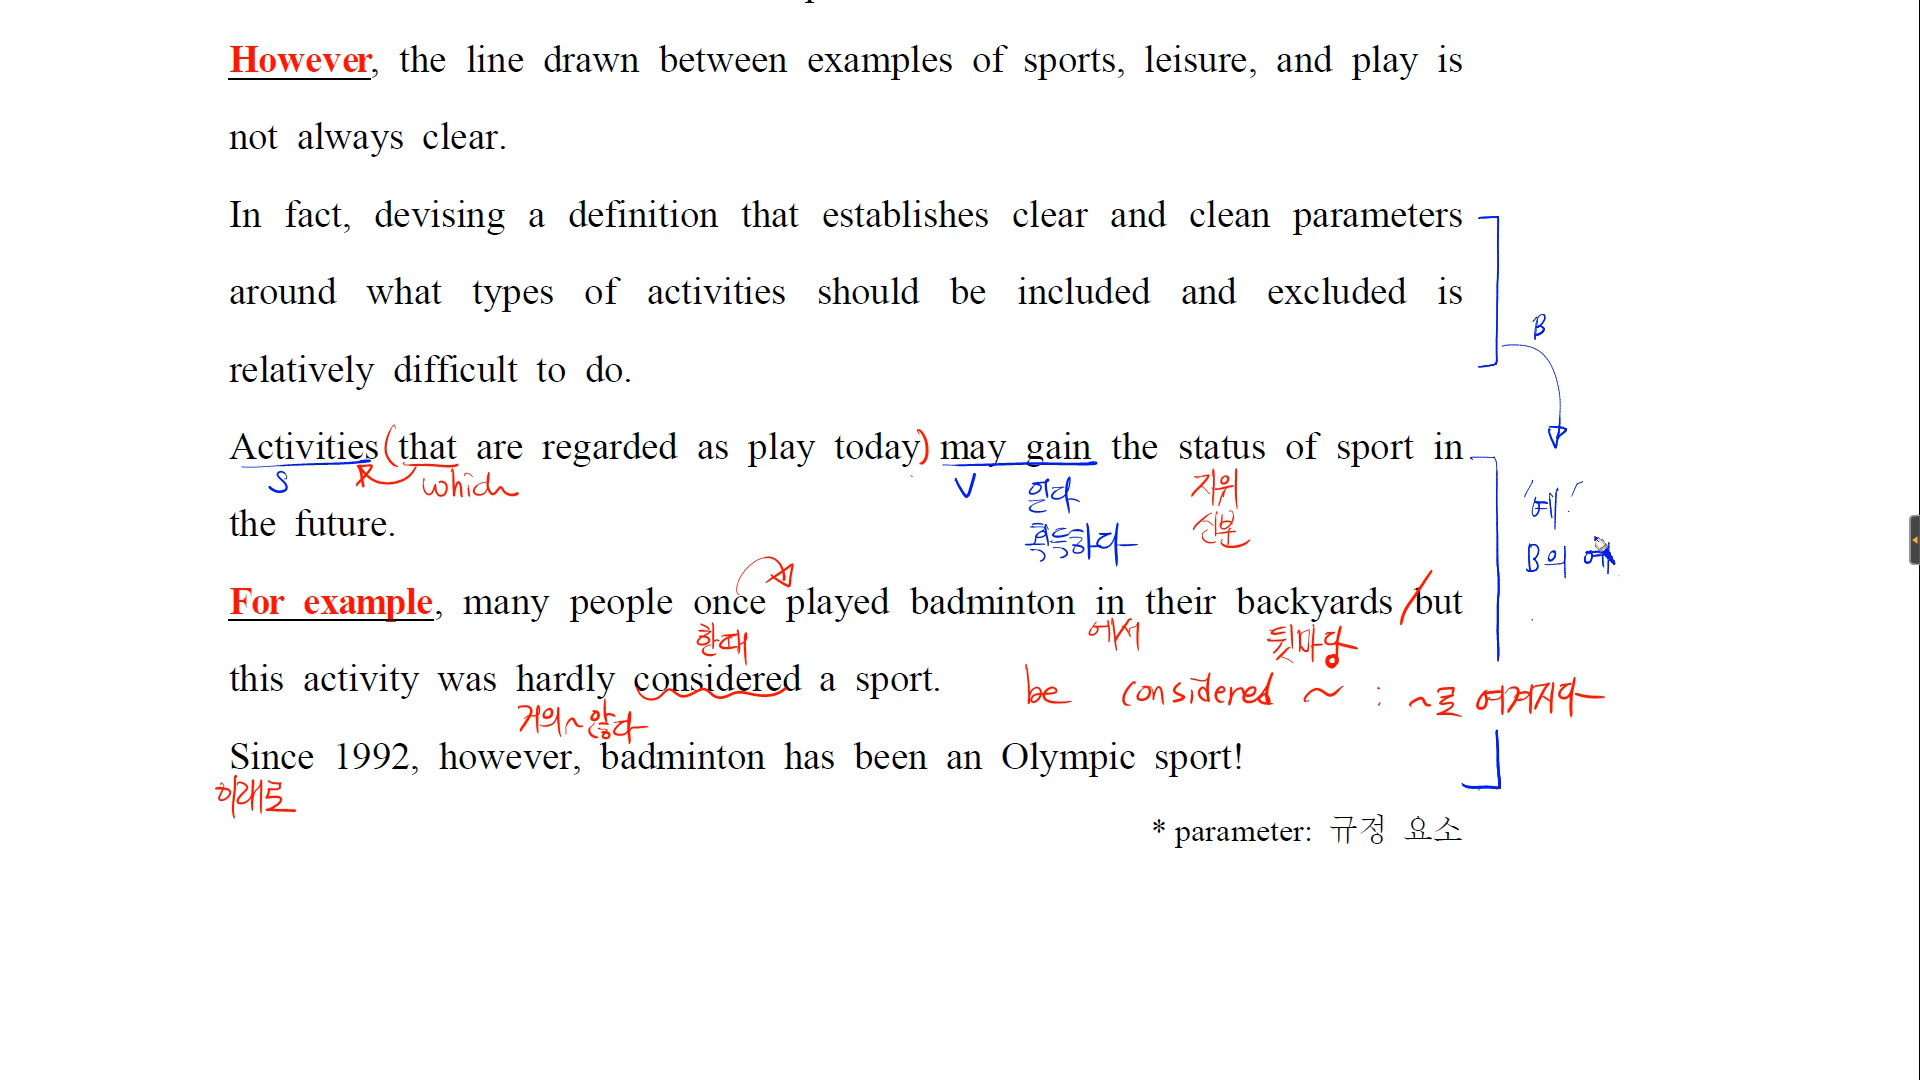 However, the line drawn between examples of sports, leisure, and play is
not always clear.
In fact, devising a definition that establishes clear and clean parameters
around what types of activities should be included and excluded is
B
relatively difficult to do.
Activities (that are regarded as play today) may gain the status of sport in
S which V 얻다 지위 '예'
the future.
획득하다 신분 B의 예
For example, many people once played badminton in their backyards / but
한때 에서 뒷마당
this activity was hardly considered a sport. be considered ~ : ~로 여겨지다
거의~않다
Since 1992, however, badminton has been an Olympic sport!
이래로
* parameter: 규정 요소